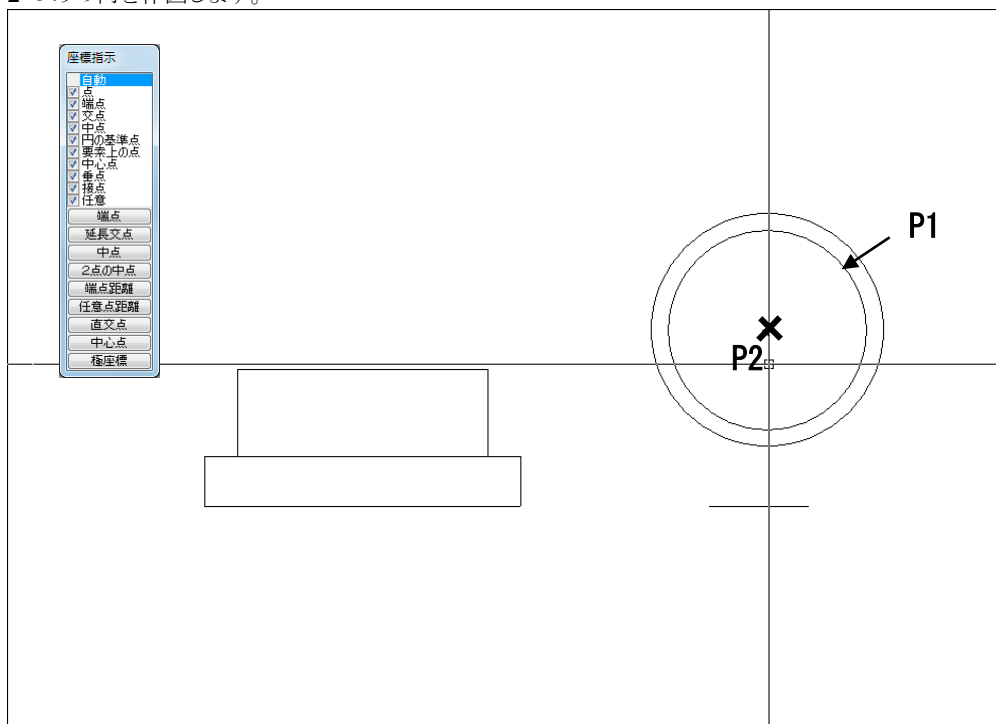 座標指示
自動
点
端点
交点
中点
円の基準点
要素上の点
中心点
垂点
接点
任意
端点
延長交点
中点
2点の中点
端点距離
任意点距離
直交点
中心点
極座標
P1
P2